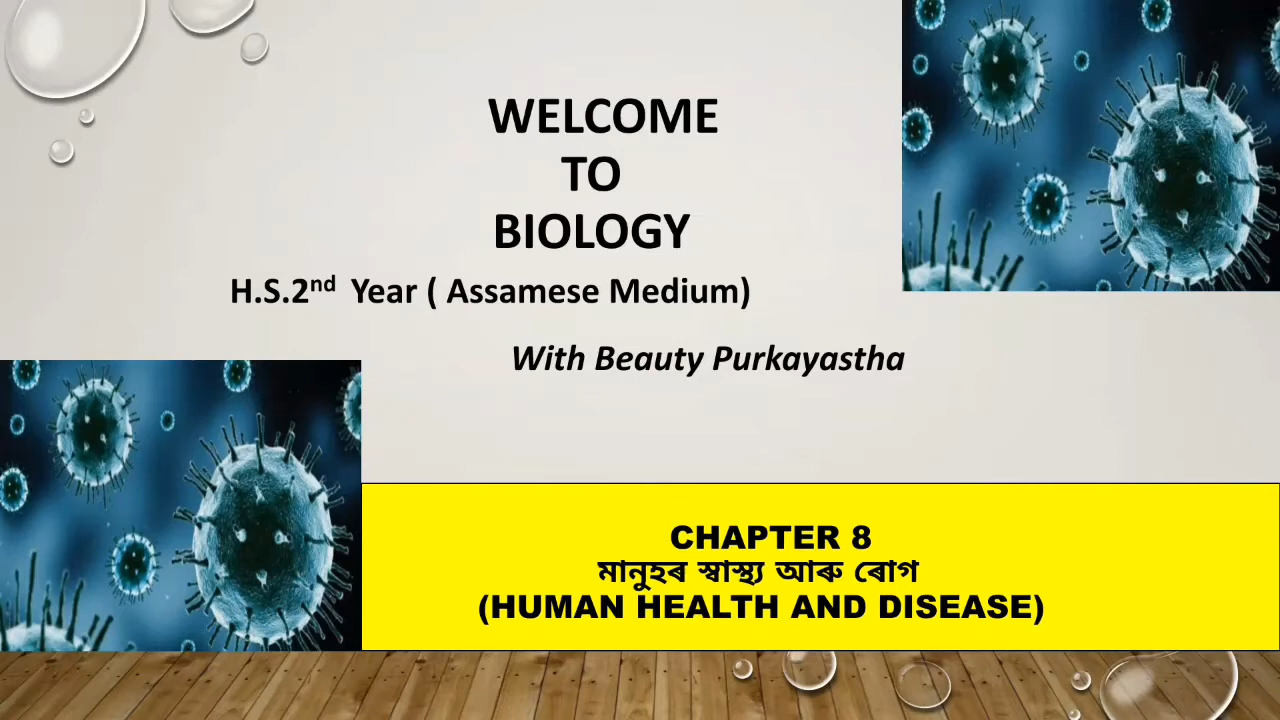 WELCOME
TO
BIOLOGY
H.S.2nd Year ( Assamese Medium)
With Beauty Purkayastha
CHAPTER 8
মানুহৰ স্বাস্থ্য আৰু ৰোগ
(HUMAN HEALTH AND DISEASE)